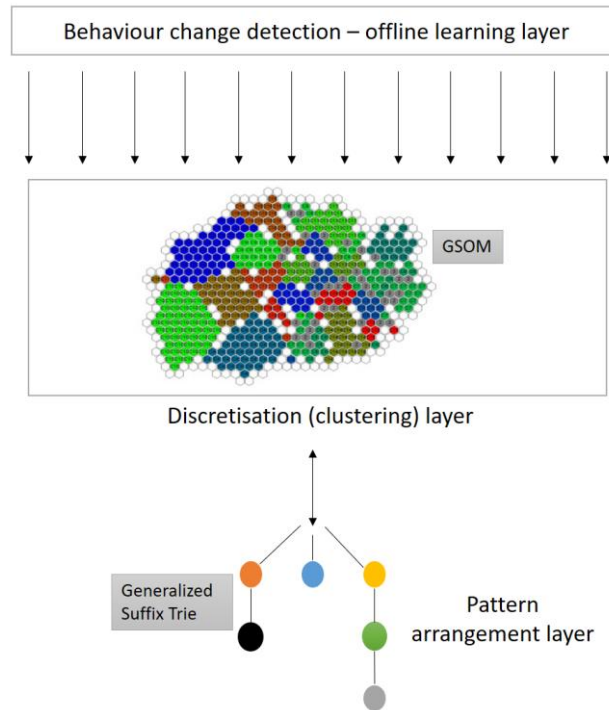 Behaviour change detection – offline learning layer
GSOM
Discretisation (clustering) layer
Generalized
Suffix Trie
Pattern
arrangement layer